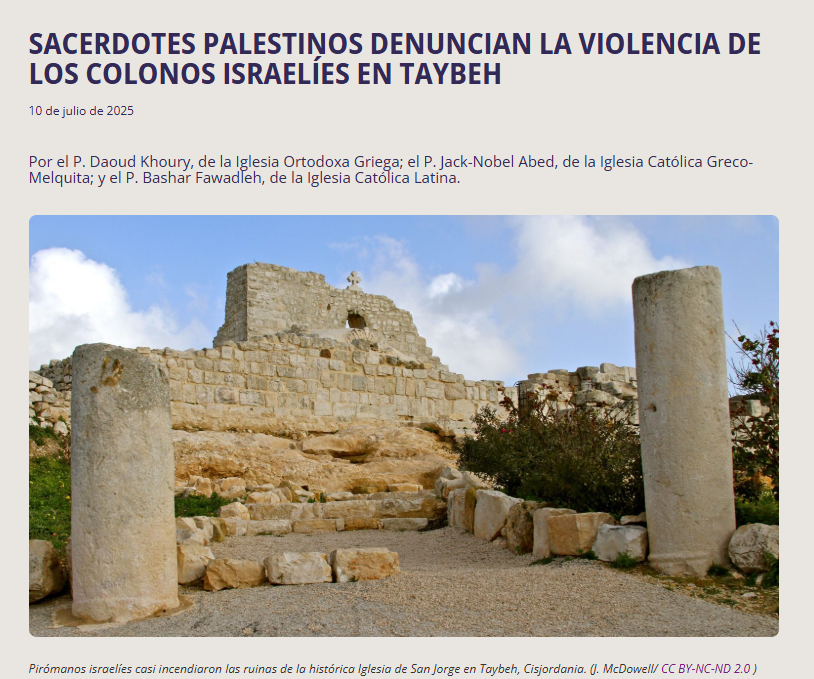 SACERDOTES PALESTINOS DENUNCIAN LA VIOLENCIA DE
LOS COLONOS ISRAELÍES EN TAYBEH
10 de julio de 2025
Por el P. Daoud Khoury, de la Iglesia Ortodoxa Griega; el P. Jack-Nobel Abed, de la Iglesia Católica Greco-
Melquita; y el P. Bashar Fawadleh, de la Iglesia Católica Latina.
Pirómanos israelíes casi incendiaron las ruinas de la histórica Iglesia de San Jorge en Taybeh, Cisjordania. (J. McDowell/ CC BY-NC-ND 2.0 )